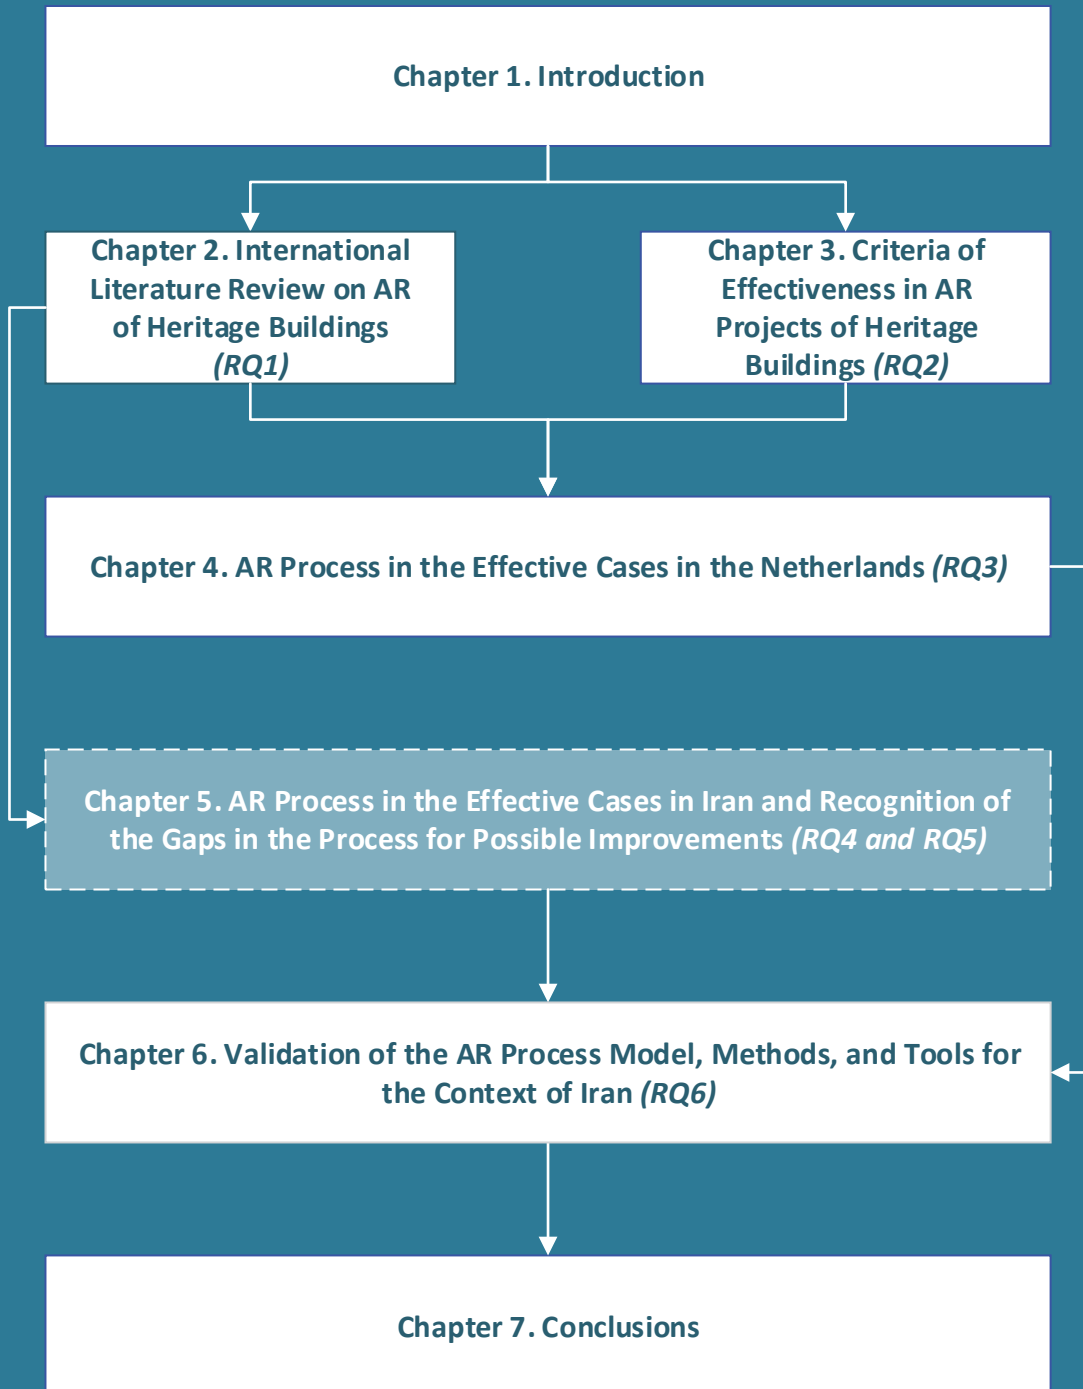 Chapter 1. Introduction
Chapter 2. International
Literature Review on AR
of Heritage Buildings
(RQ1)
Chapter 3. Criteria of
Effectiveness in AR
Projects of Heritage
Buildings (RQ2)
Chapter 4. AR Process in the Effective Cases in the Netherlands (RQ3)
Chapter 5. AR Process in the Effective Cases in Iran and Recognition of
the Gaps in the Process for Possible Improvements (RQ4 and RQ5)
Chapter 6. Validation of the AR Process Model, Methods, and Tools for
the Context of Iran (RQ6)
Chapter 7. Conclusions